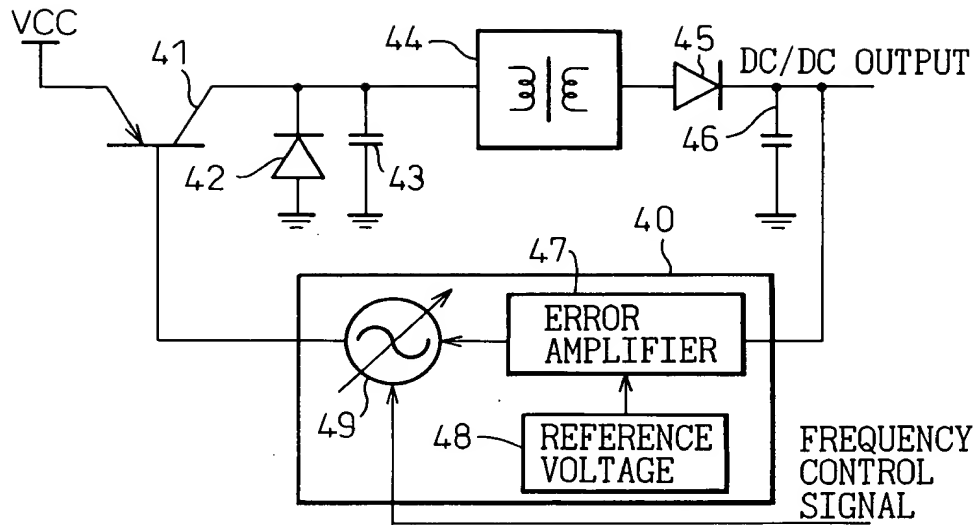 VCC
41
44
45
DC/DC OUTPUT
42
43
46
40
47
ERROR
AMPLIFIER
49
48
REFERENCE
VOLTAGE
FREQUENCY
CONTROL
SIGNAL